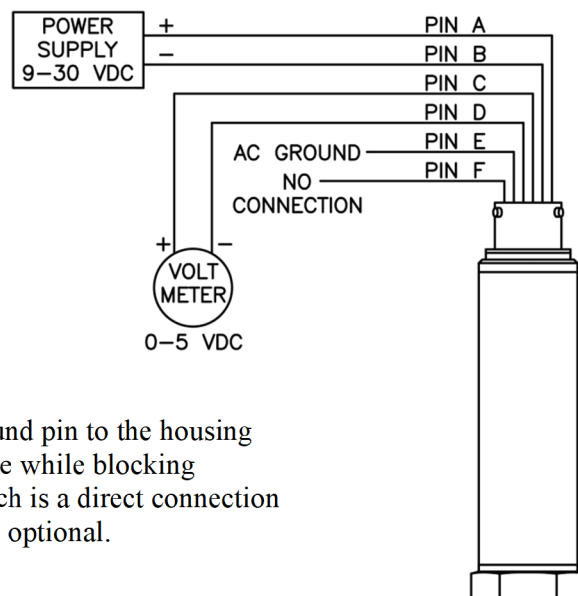 POWER
SUPPLY
9–30 VDC
+
–
PIN A
PIN B
PIN C
PIN D
PIN E
PIN F
AC GROUND
NO
CONNECTION
+
–
VOLT
METER
0–5 VDC
und pin to the housing
e while blocking
ch is a direct connection
optional.